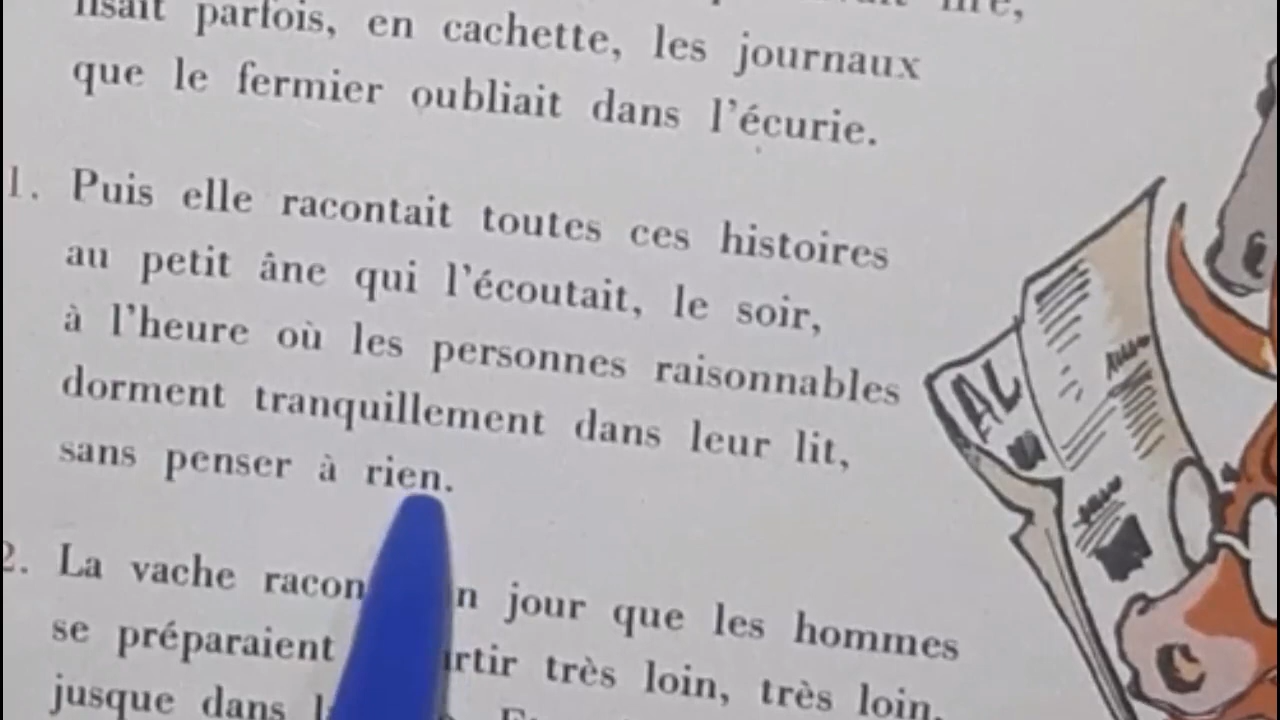 lisait parfois, en cachette, les journaux
que le fermier oubliait dans l'écurie.
1. Puis elle racontait toutes ces histoires
au petit âne qui l'écoutait, le soir,
à l'heure où les personnes raisonnables
dorment tranquillement dans leur lit,
sans penser à rien.
2. La vache jour que les hommes
se préparaient très loin, très loin,
jusque dans
AL